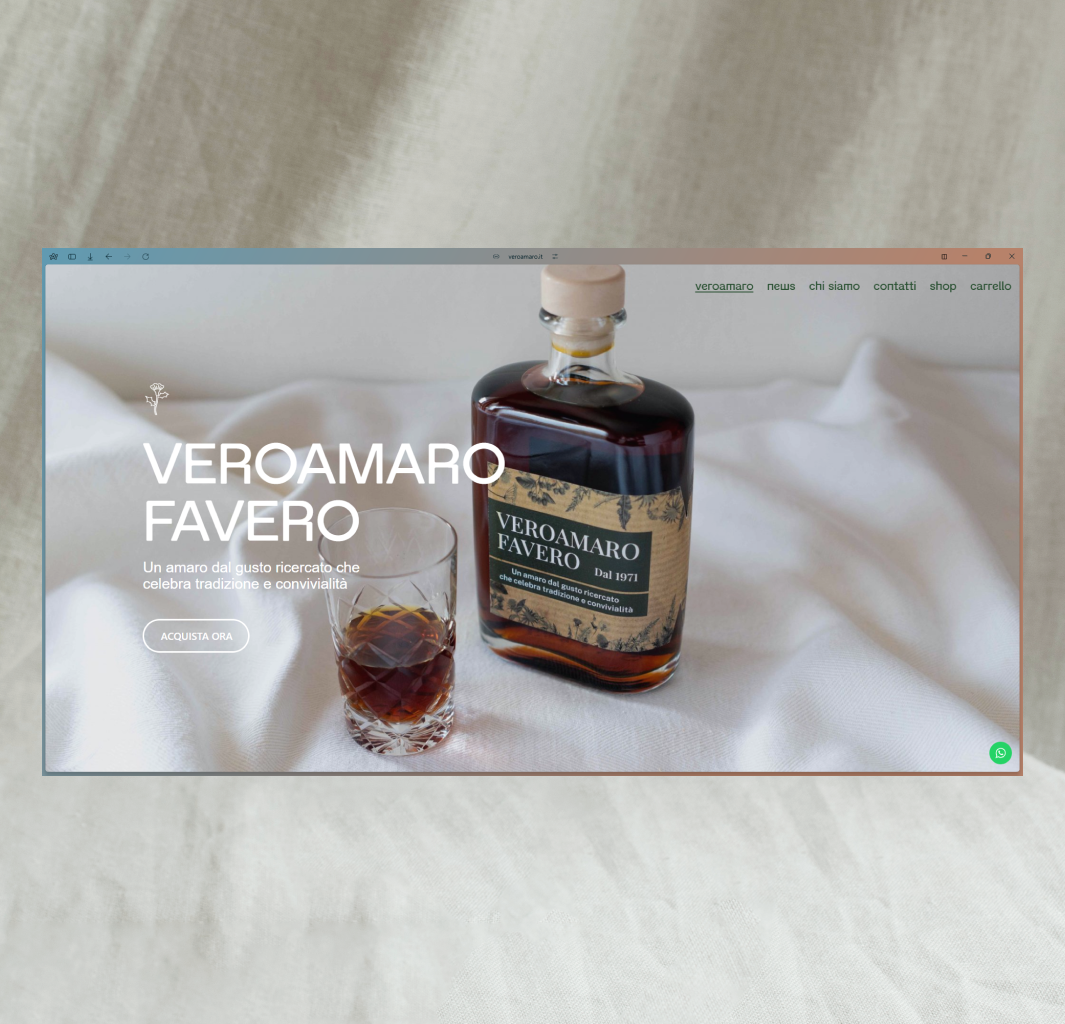 veroamaro.it
veroamaro news chi siamo contatti shop carrello
VEROAMARO
FAVERO
Un amaro dal gusto ricercato che
celebra tradizione e convivialità
ACQUISTA ORA
VEROAMARO
FAVERO
Dal 1971
Un amaro dal gusto ricercato
che celebra tradizione e convivialità